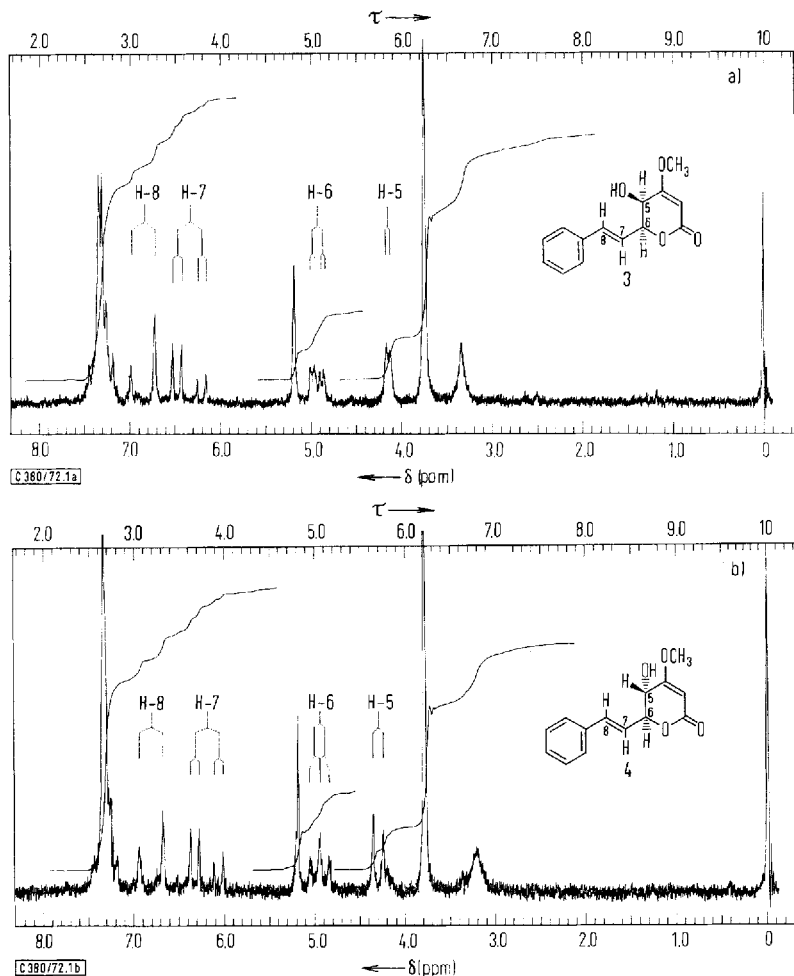 τ →
2.0 3.0 4.0 5.0 6.0 7.0 8.0 9.0 10
a)
H-8 H-7 H-6 H-5
OCH₃
H
HO
5
6
H
7
O
O
8
H
H
3
8.0 7.0 6.0 5.0 4.0 3.0 2.0 1.0 0
C 380/72.1a
← δ (ppm)
τ →
2.0 3.0 4.0 5.0 6.0 7.0 8.0 9.0 10
b)
H-8 H-7 H-6 H-5
OCH₃
OH
H
5
6
H
7
O
O
8
H
H
4
8.0 7.0 6.0 5.0 4.0 3.0 2.0 1.0 0
C 380/72.1b
← δ (ppm)